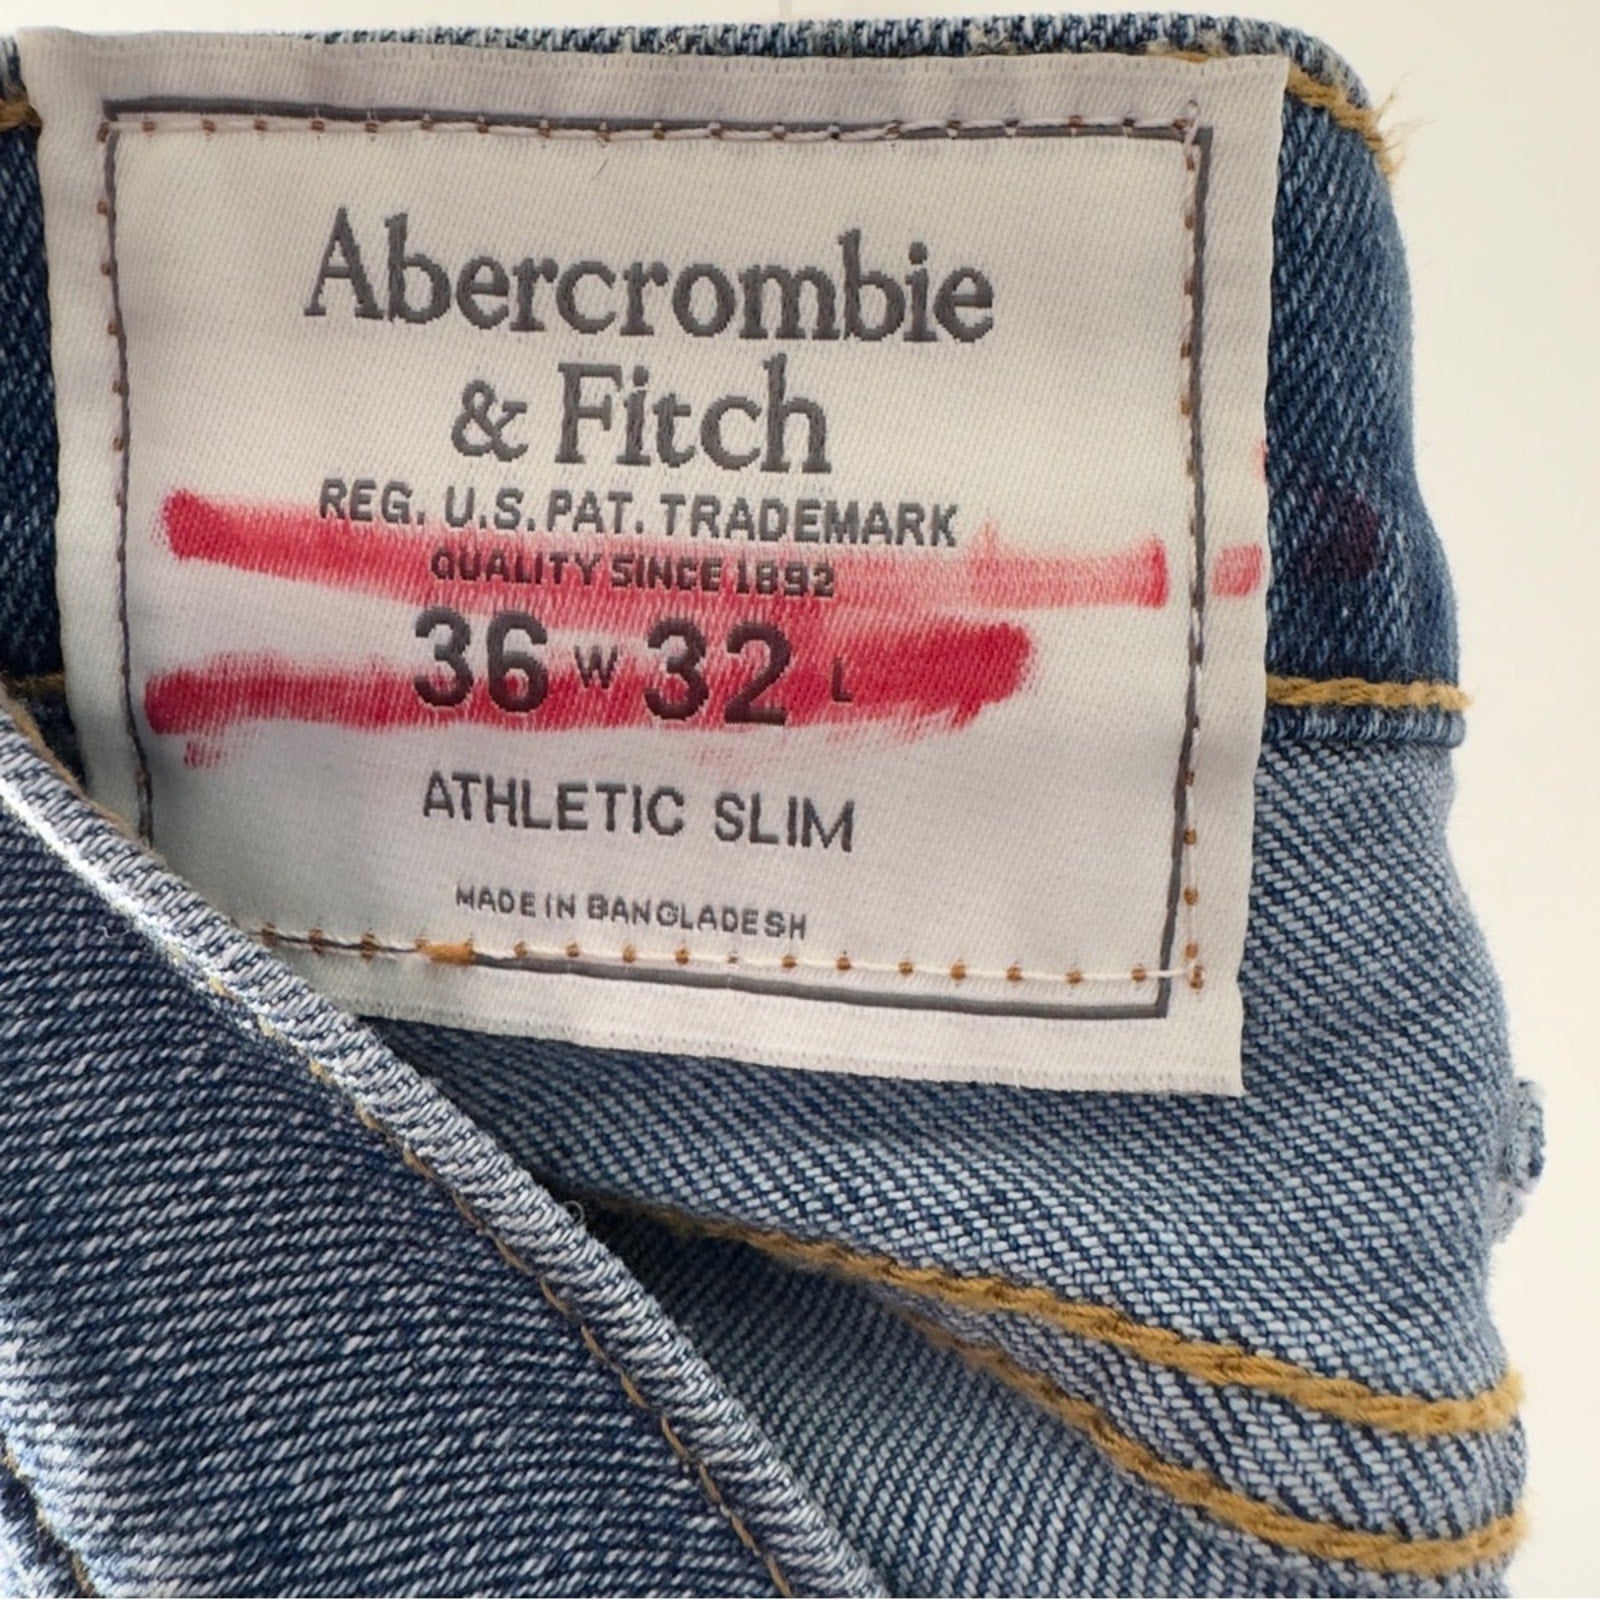 Abercrombie
& Fitch
REG. U.S. PAT. TRADEMARK
QUALITY SINCE 1892
36 W 32 L
ATHLETIC SLIM
MADE IN BANGLADESH